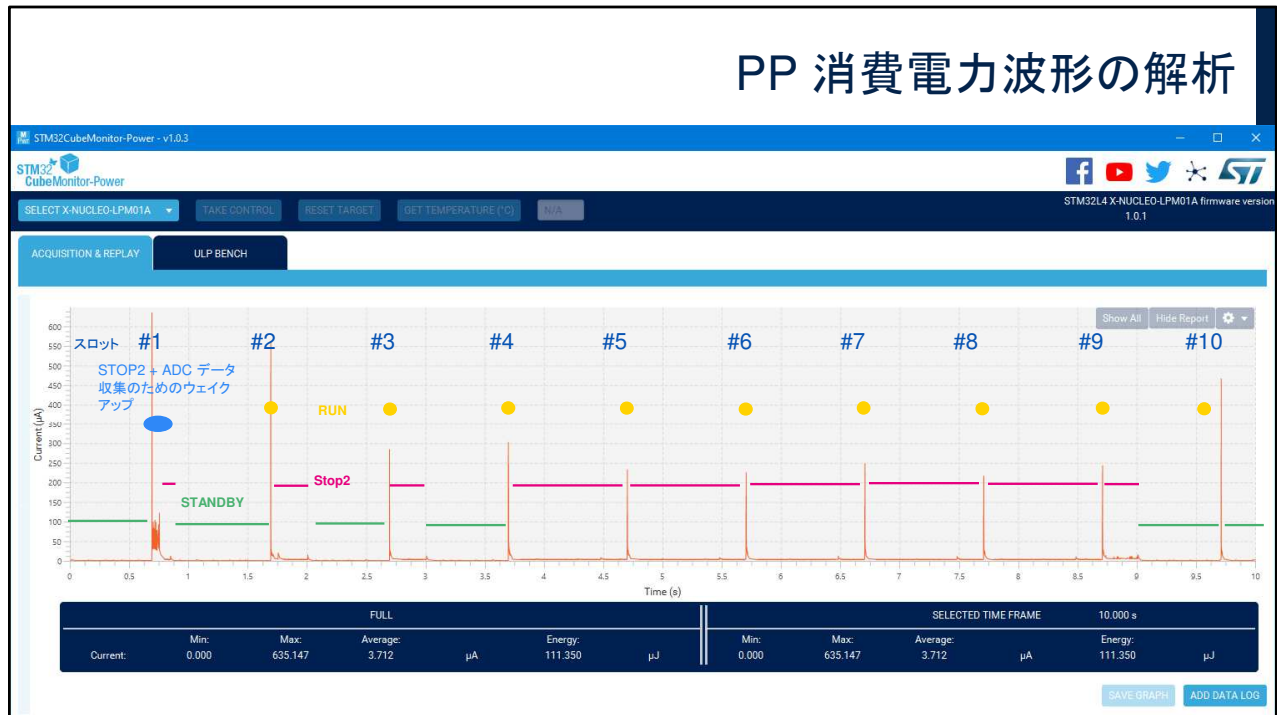 PP 消費電力波形の解析
STM32CubeMonitor-Power - v1.0.3
STM32
CubeMonitor-Power
SELECT X-NUCLEO-LPM01A
TAKE CONTROL
RESET TARGET
GET TEMPERATURE (°C)
N/A
STM32L4 X-NUCLEO-LPM01A firmware version
1.0.1
ACQUISITION & REPLAY
ULP BENCH
Show All
Hide Report
スロット #1 #2 #3 #4 #5 #6 #7 #8 #9 #10
STOP2 + ADC データ
収集のためのウェイク
アップ
RUN
Stop2
STANDBY
Current (μA)
600
550
500
450
400
350
300
250
200
150
100
50
0
0 0.5 1 1.5 2 2.5 3 3.5 4 4.5 5 5.5 6 6.5 7 7.5 8 8.5 9 9.5 10
Time (s)
FULL
Min: Max: Average: Energy:
Current: 0.000 635.147 3.712 μA 111.350 μJ
SELECTED TIME FRAME 10.000 s
Min: Max: Average: Energy:
0.000 635.147 3.712 μA 111.350 μJ
SAVE GRAPH
ADD DATA LOG